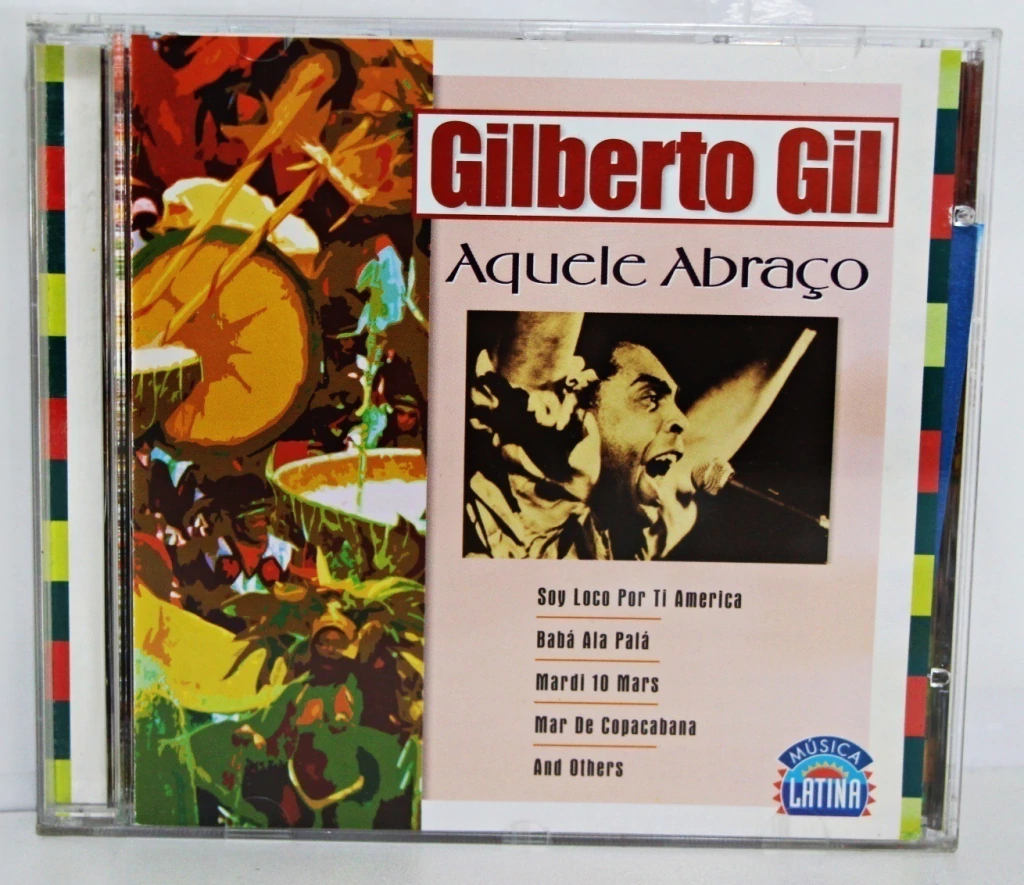 Gilberto Gil
Aquele Abraço
Soy Loco Por Ti America
Babá Ala Palá
Mardi 10 Mars
Mar De Copacabana
And Others
MÚSICA
LATINA